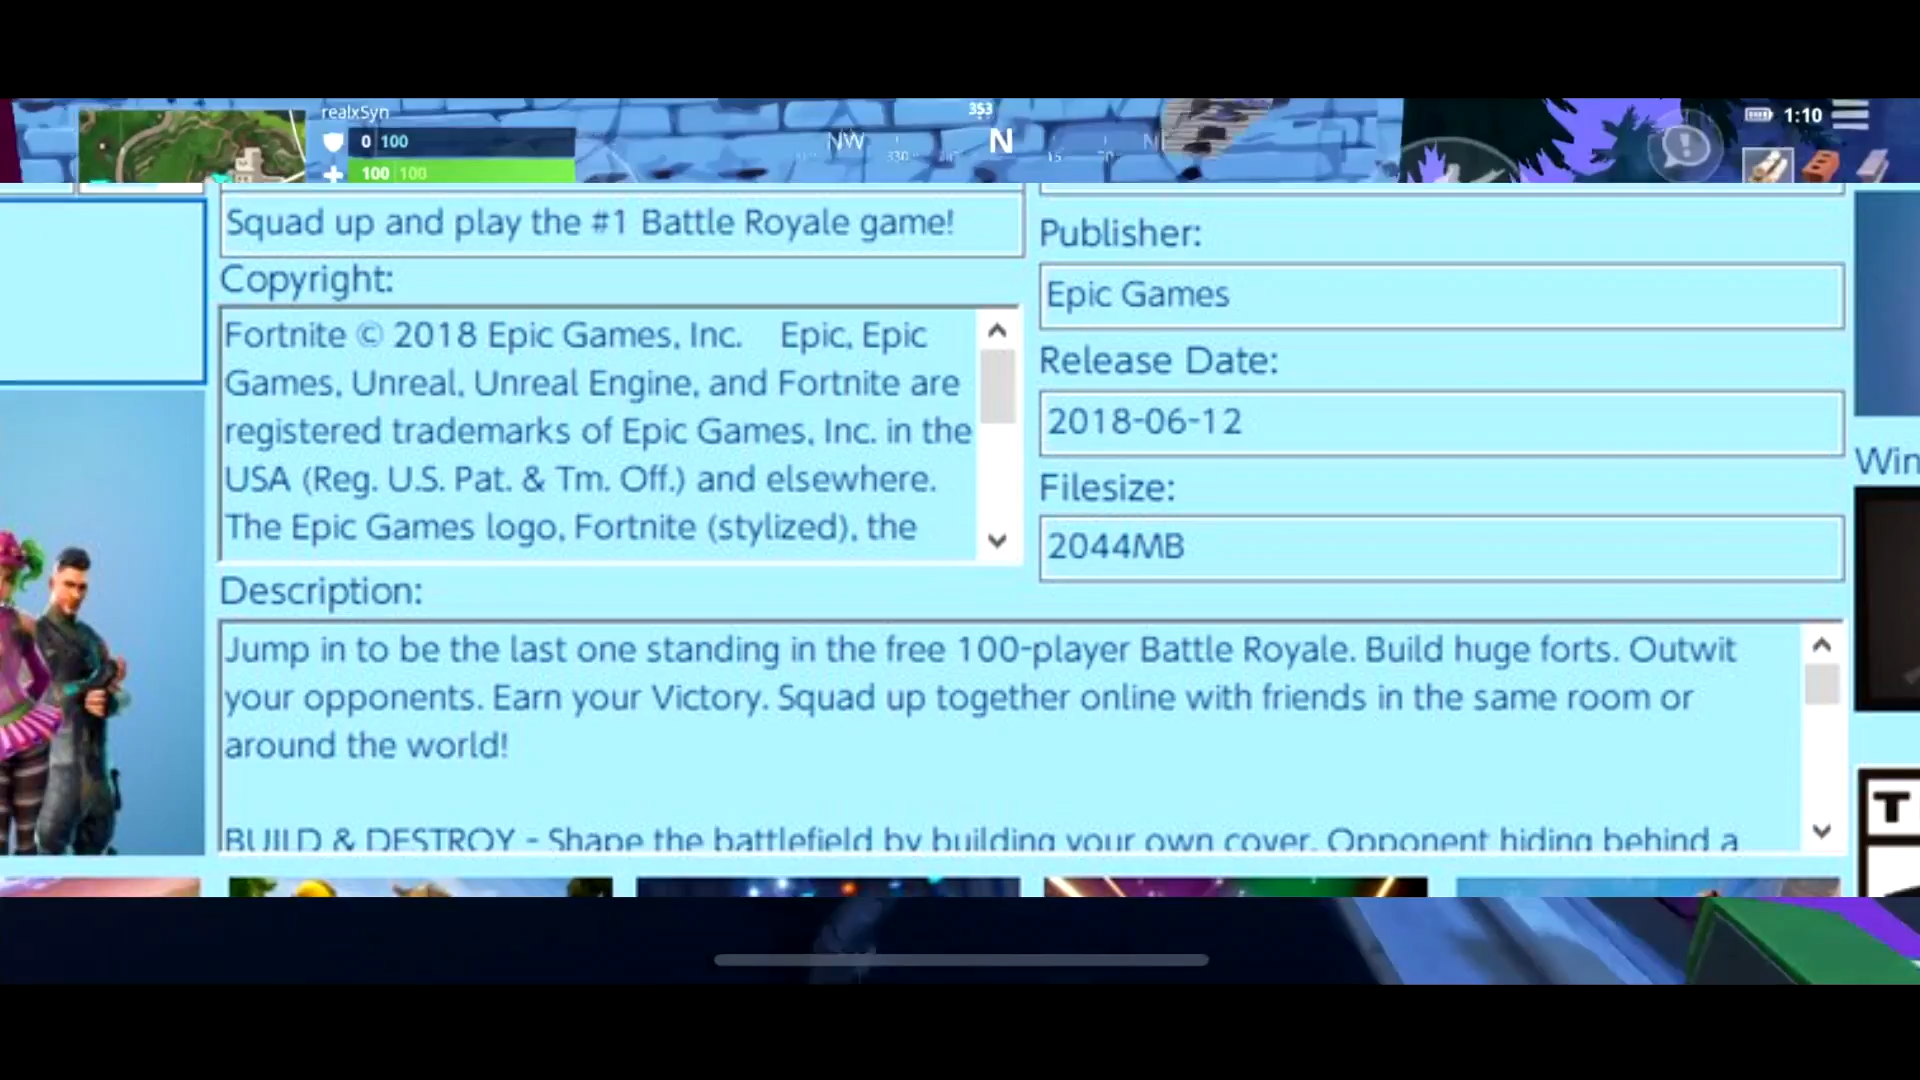 realxSyn
0 100
100 100
353
NW
N
330
15
1:10
Squad up and play the #1 Battle Royale game!
Copyright:
Fortnite © 2018 Epic Games, Inc. Epic, Epic
Games, Unreal, Unreal Engine, and Fortnite are
registered trademarks of Epic Games, Inc. in the
USA (Reg. U.S. Pat. & Tm. Off.) and elsewhere.
The Epic Games logo, Fortnite (stylized), the
Publisher:
Epic Games
Release Date:
2018-06-12
Filesize:
2044MB
Description:
Jump in to be the last one standing in the free 100-player Battle Royale. Build huge forts. Outwit
your opponents. Earn your Victory. Squad up together online with friends in the same room or
around the world!
BUILD & DESTROY - Shape the battlefield by building your own cover. Opponent hiding behind a
Win
T